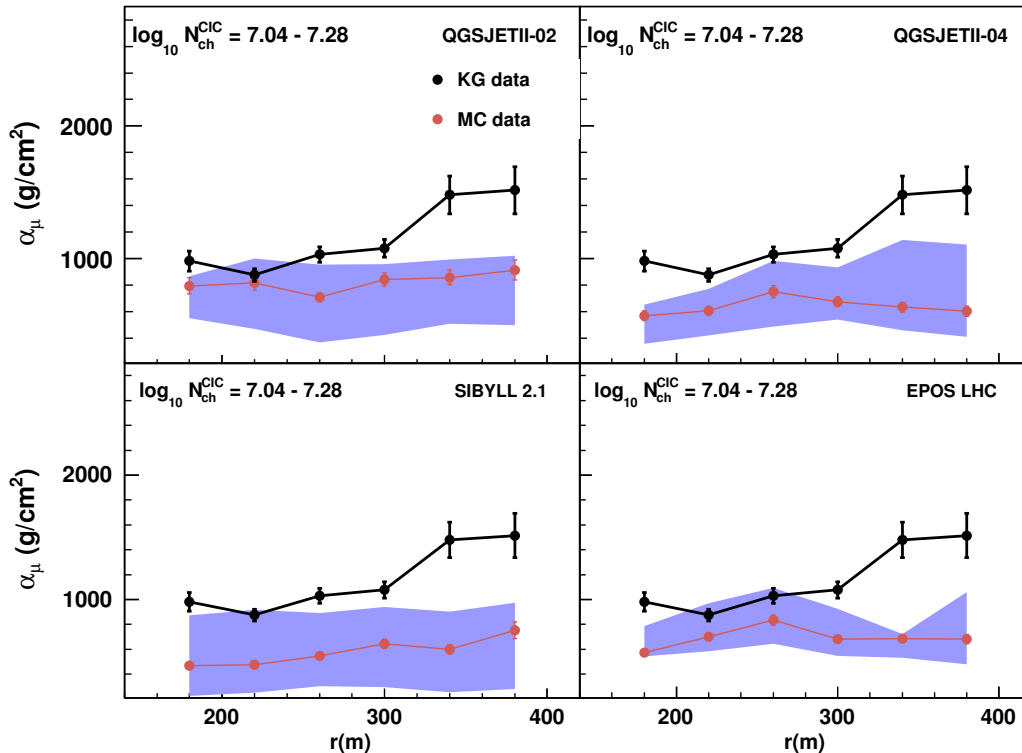 log₁₀ N_ch^CIC = 7.04 - 7.28 QGSJETII-02
KG data
MC data
log₁₀ N_ch^CIC = 7.04 - 7.28 QGSJETII-04
2000
1000
α_μ (g/cm²)
log₁₀ N_ch^CIC = 7.04 - 7.28 SIBYLL 2.1
log₁₀ N_ch^CIC = 7.04 - 7.28 EPOS LHC
2000
1000
α_μ (g/cm²)
200 300 400
r(m)
200 300 400
r(m)